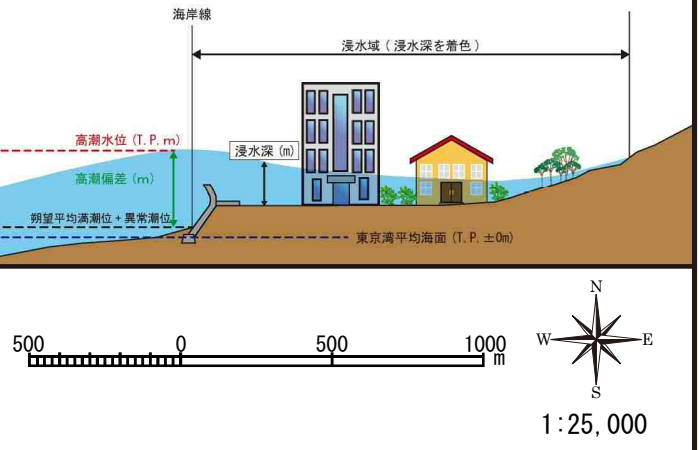 海岸線
浸水域 ( 浸水深を着色 )
高潮水位 (T. P. m)
浸水深 (m)
高潮偏差 (m)
朔望平均満潮位 + 異常潮位
東京湾平均海面 (T. P. ±0m)
500 0 500 1000 m
N
W E
S
1:25,000